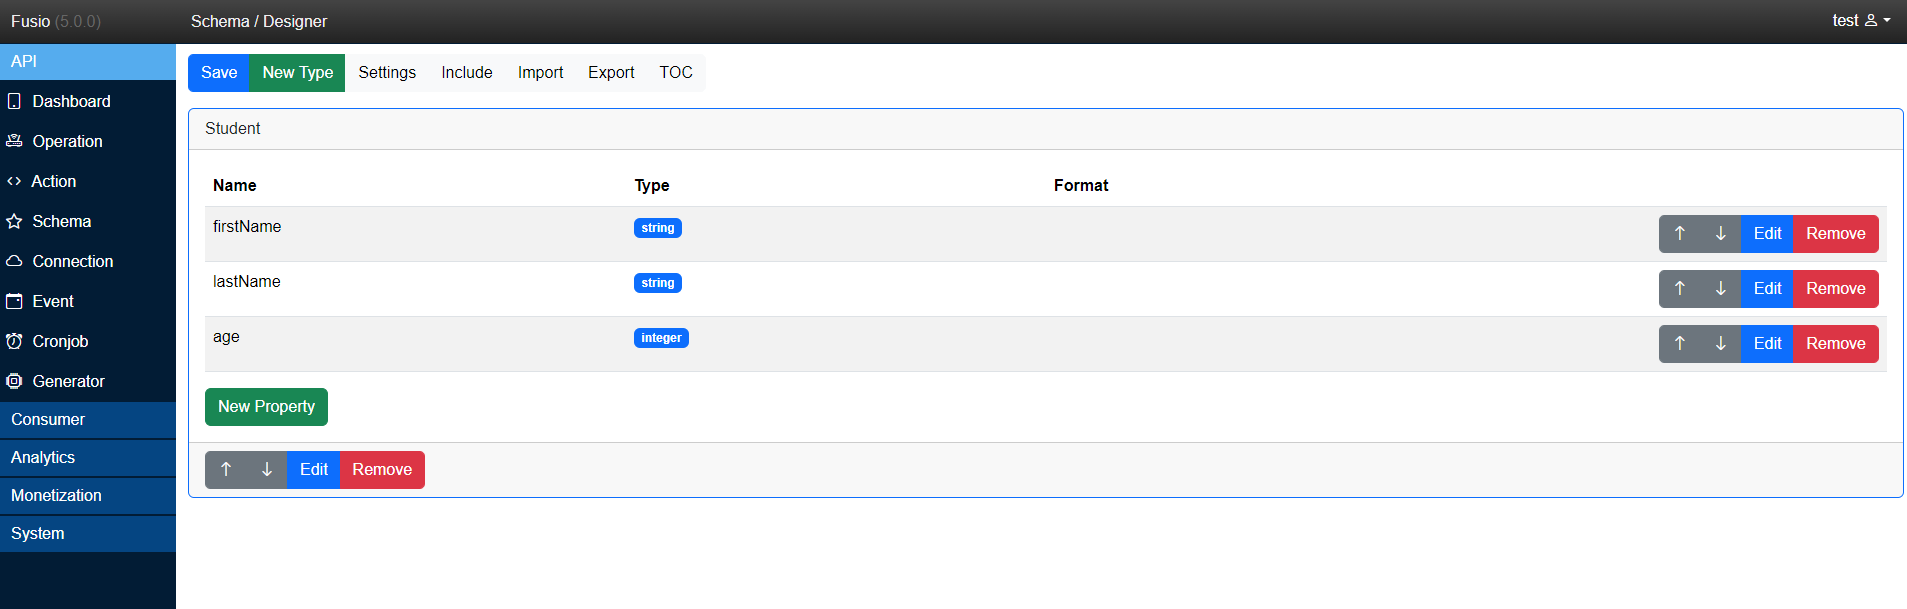 Fusio (5.0.0) Schema / Designer test
API
Dashboard
Operation
Action
Schema
Connection
Event
Cronjob
Generator
Consumer
Analytics
Monetization
System
Save New Type Settings Include Import Export TOC
Student
Name Type Format
firstName string ↑ ↓ Edit Remove
lastName string ↑ ↓ Edit Remove
age integer ↑ ↓ Edit Remove
New Property
↑ ↓ Edit Remove